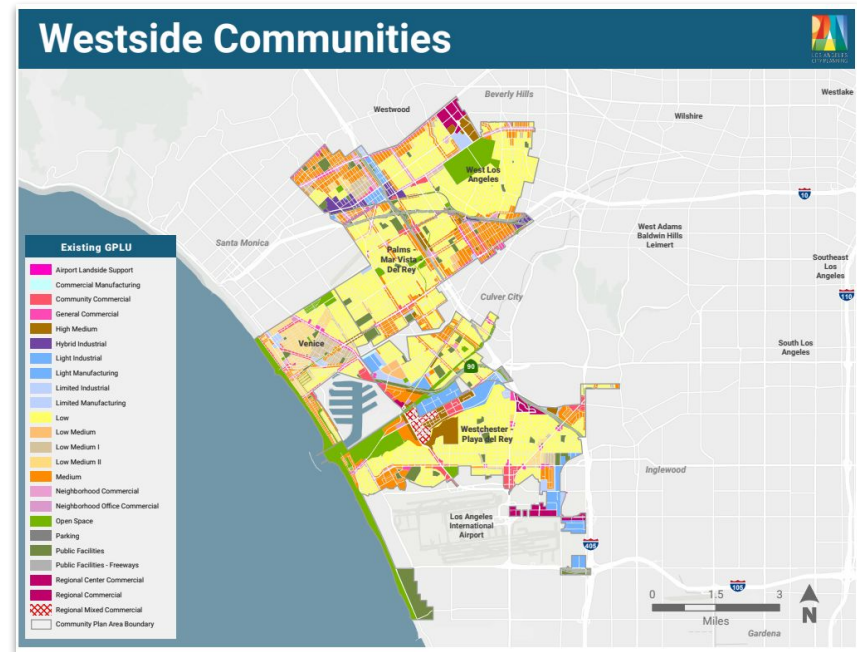 Westside Communities
LOS ANGELES
CITY PLANNING
Beverly Hills
Westwood
Westlake
Wilshire
West Los
Angeles
10
Santa Monica
West Adams
Baldwin Hills
Leimert
Palms -
Mar Vista
Del Rey
Southeast
Los
Angeles
110
Culver City
Venice
South Los
Angeles
90
Westchester -
Playa del Rey
Inglewood
Los Angeles
International
Airport
405
105
Gardena
Existing GPLU
Airport Landside Support
Commercial Manufacturing
Community Commercial
General Commercial
High Medium
Hybrid Industrial
Light Industrial
Light Manufacturing
Limited Industrial
Limited Manufacturing
Low
Low Medium
Low Medium I
Low Medium II
Medium
Neighborhood Commercial
Neighborhood Office Commercial
Open Space
Parking
Public Facilities
Public Facilities - Freeways
Regional Center Commercial
Regional Commercial
Regional Mixed Commercial
Community Plan Area Boundary
0 1.5 3
Miles
N